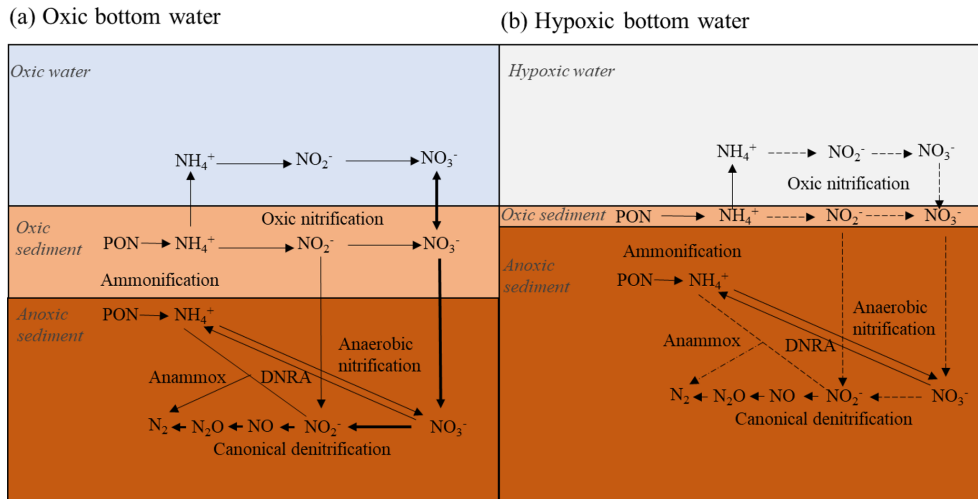 (a) Oxic bottom water
Oxic water
NH₄⁺ NO₂⁻ NO₃⁻
Oxic nitrification
Oxic
sediment
PON NH₄⁺ NO₂⁻ NO₃⁻
Ammonification
Anoxic
sediment
PON NH₄⁺
Anaerobic
nitrification
Anammox DNRA
N₂ N₂O NO NO₂⁻ NO₃⁻
Canonical denitrification
(b) Hypoxic bottom water
Hypoxic water
NH₄⁺ NO₂⁻ NO₃⁻
Oxic nitrification
Oxic sediment PON NH₄⁺ NO₂⁻ NO₃⁻
Ammonification
Anoxic
sediment
PON NH₄⁺
Anaerobic
nitrification
Anammox DNRA
N₂ N₂O NO NO₂⁻ NO₃⁻
Canonical denitrification